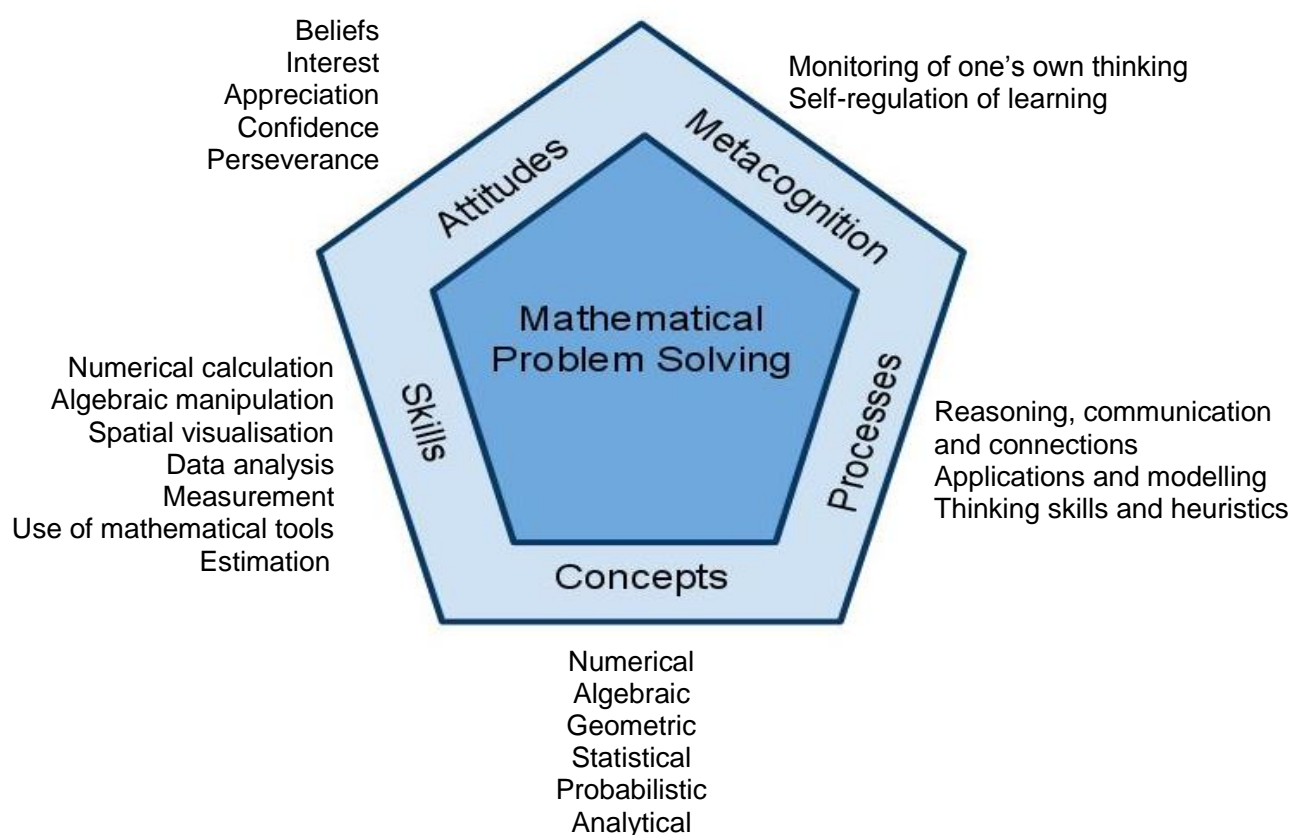 Beliefs
Interest
Appreciation
Confidence
Perseverance
Monitoring of one’s own thinking
Self-regulation of learning
Attitudes
Metacognition
Mathematical
Problem Solving
Numerical calculation
Algebraic manipulation
Spatial visualisation
Data analysis
Measurement
Use of mathematical tools
Estimation
Skills
Processes
Reasoning, communication
and connections
Applications and modelling
Thinking skills and heuristics
Concepts
Numerical
Algebraic
Geometric
Statistical
Probabilistic
Analytical